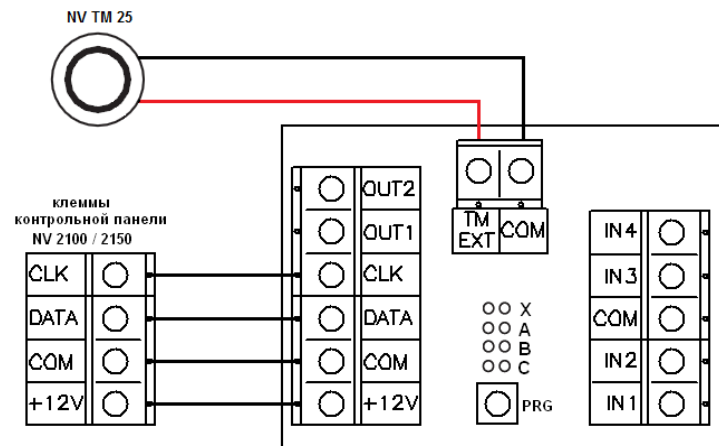 NV TM 25
клеммы
контрольной панели
NV 2100 / 2150
CLK
DATA
COM
+12V
OUT2
OUT1
CLK
DATA
COM
+12V
TM
EXT
COM
X
A
B
C
PRG
IN4
IN3
COM
IN2
IN1